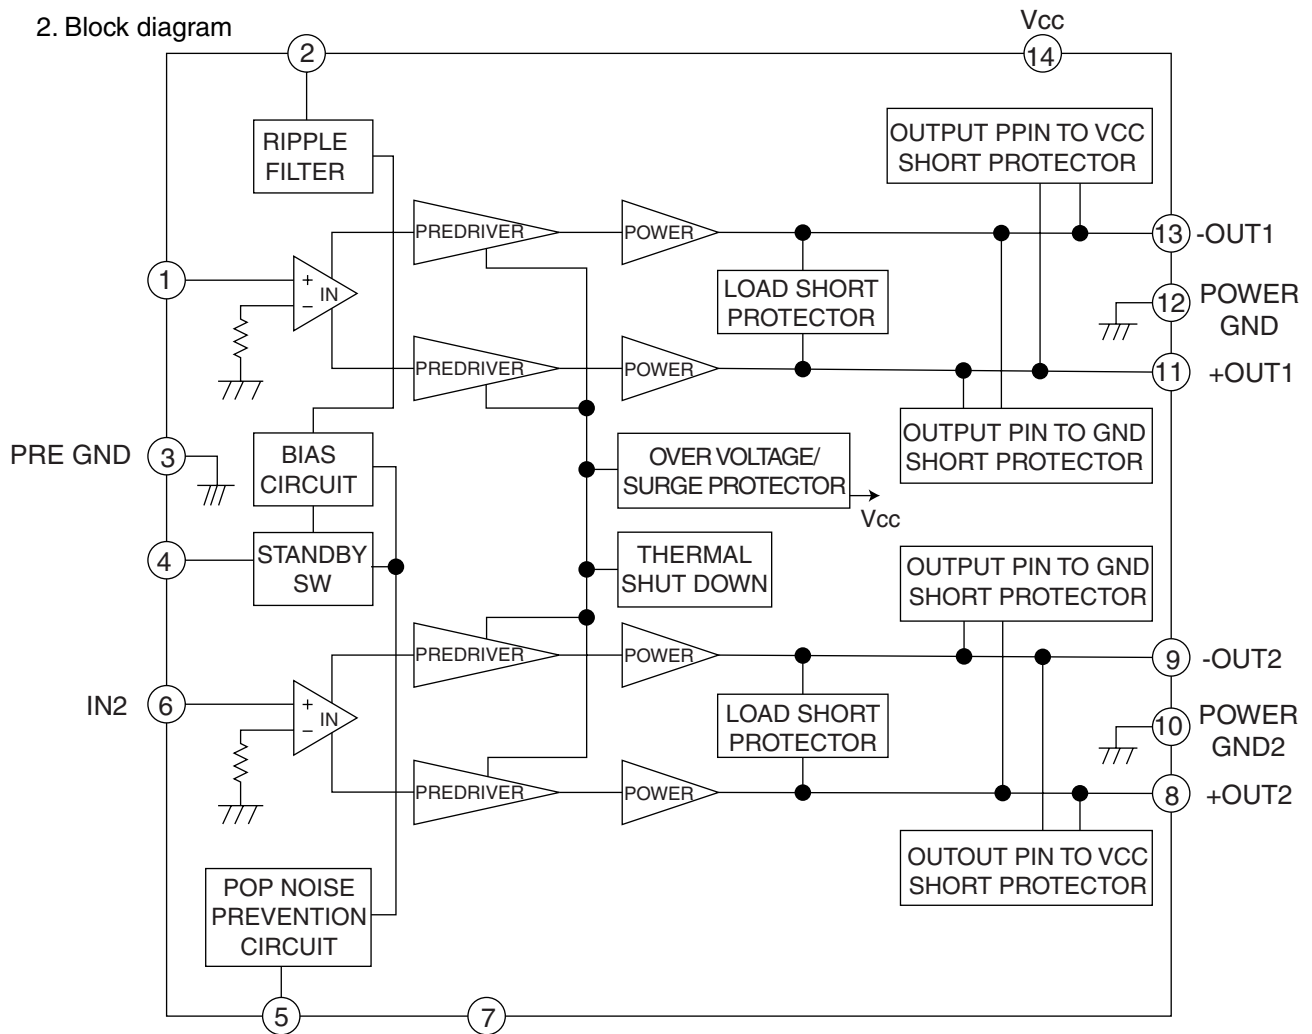 2. Block diagram
Vcc
2
14
RIPPLE
FILTER
OUTPUT PPIN TO VCC
SHORT PROTECTOR
PREDRIVER
POWER
13
-OUT1
1
+
IN
−
LOAD SHORT
PROTECTOR
12
POWER
GND
PREDRIVER
POWER
11
+OUT1
PRE GND
3
BIAS
CIRCUIT
OVER VOLTAGE/
SURGE PROTECTOR
Vcc
OUTPUT PIN TO GND
SHORT PROTECTOR
4
STANDBY
SW
THERMAL
SHUT DOWN
OUTPUT PIN TO GND
SHORT PROTECTOR
PREDRIVER
POWER
9
-OUT2
IN2
6
+
IN
−
LOAD SHORT
PROTECTOR
10
POWER
GND2
PREDRIVER
POWER
8
+OUT2
POP NOISE
PREVENTION
CIRCUIT
OUTOUT PIN TO VCC
SHORT PROTECTOR
5
7